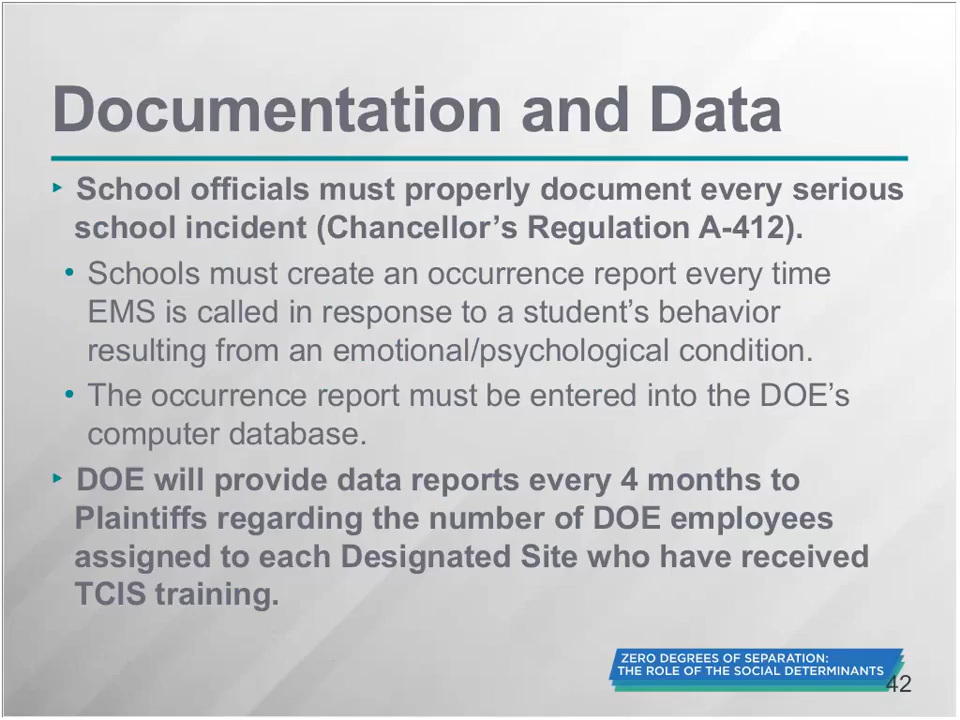 Documentation and Data
‣ School officials must properly document every serious
school incident (Chancellor’s Regulation A-412).
• Schools must create an occurrence report every time
EMS is called in response to a student’s behavior
resulting from an emotional/psychological condition.
• The occurrence report must be entered into the DOE’s
computer database.
‣ DOE will provide data reports every 4 months to
Plaintiffs regarding the number of DOE employees
assigned to each Designated Site who have received
TCIS training.
ZERO DEGREES OF SEPARATION:
THE ROLE OF THE SOCIAL DETERMINANTS
42